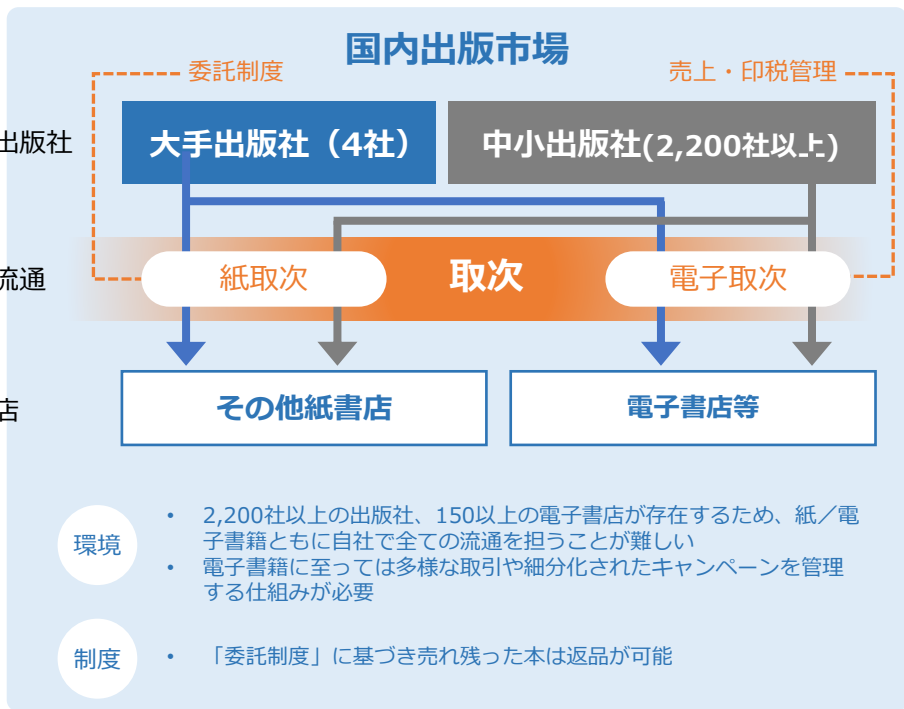 国内出版市場
委託制度
売上・印税管理
出版社
大手出版社（4社）
中小出版社(2,200社以上)
流通
紙取次
取次
電子取次
店
その他紙書店
電子書店等
環境
• 2,200社以上の出版社、150以上の電子書店が存在するため、紙／電
子書籍ともに自社で全ての流通を担うことが難しい
• 電子書籍に至っては多様な取引や細分化されたキャンペーンを管理
する仕組みが必要
制度
• 「委託制度」に基づき売れ残った本は返品が可能